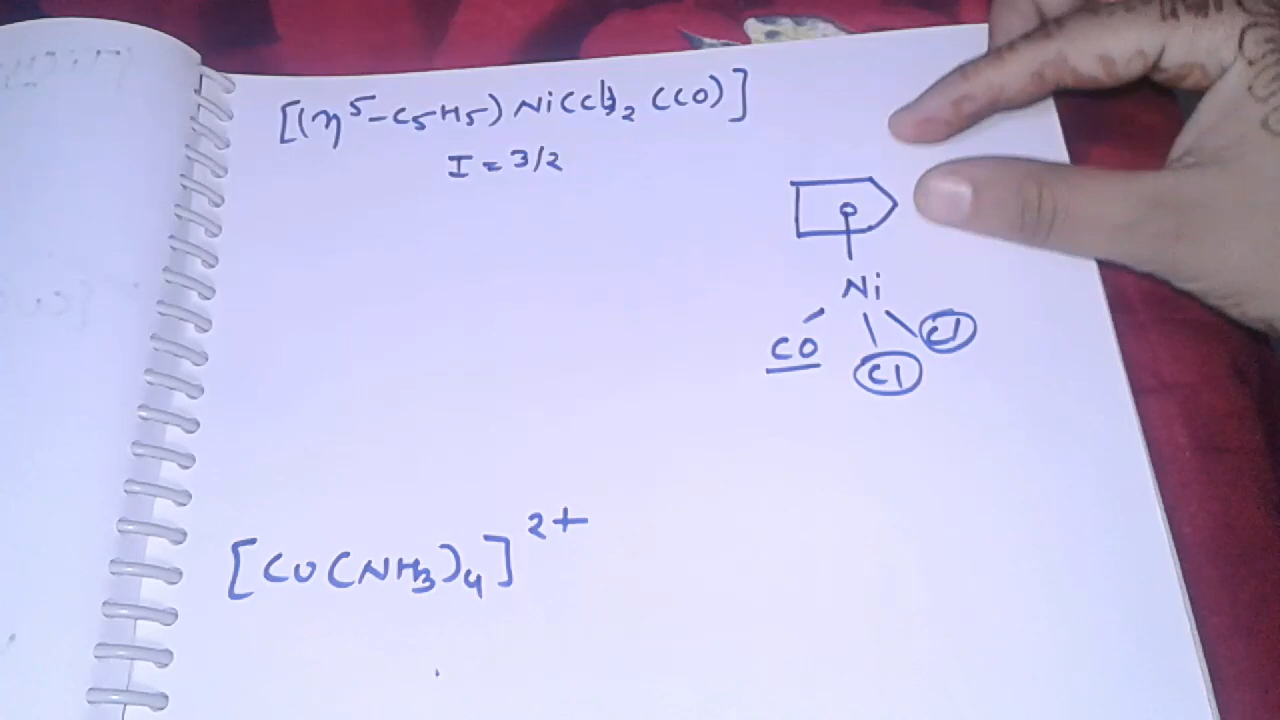 [(η⁵-C₅H₅) Ni(Cl)₂ (CO)]
I = 3/2
Ni
CO
Cl
Cl
[Cu(NH₃)₄]²⁺